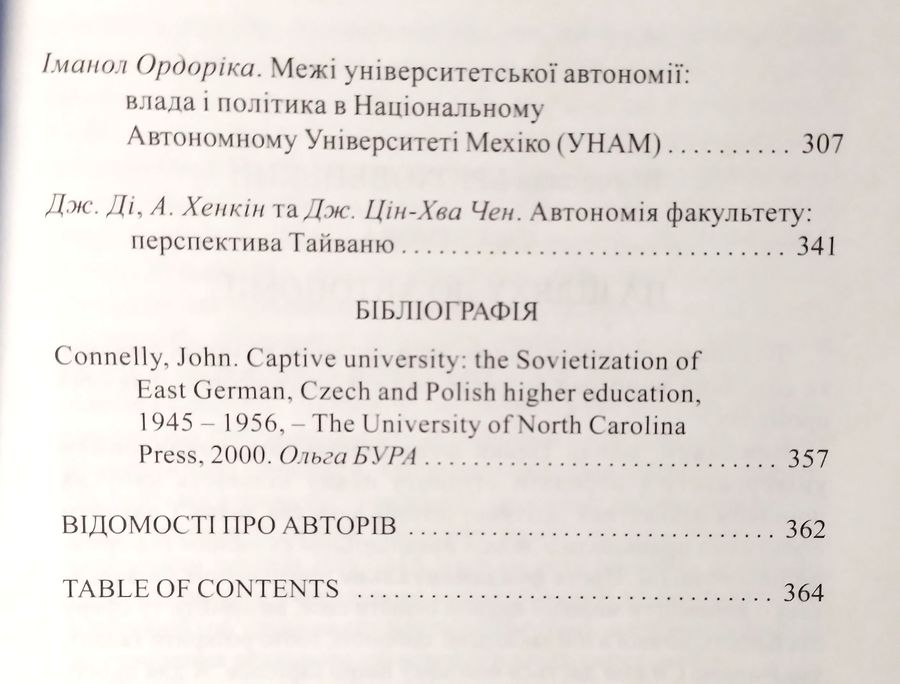 Іманол Ордоріка. Межі університетської автономії:
влада і політика в Національному
Автономному Університеті Мехіко (УНАМ) .......... 307
Дж. Ді, А. Хенкін та Дж. Цін-Хва Чен. Автономія факультету:
перспектива Тайваню ................................ 341
БІБЛІОГРАФІЯ
Connelly, John. Captive university: the Sovietization of
East German, Czech and Polish higher education,
1945 – 1956, – The University of North Carolina
Press, 2000. Ольга БУРА .............................. 357
ВІДОМОСТІ ПРО АВТОРІВ ............................... 362
TABLE OF CONTENTS ................................... 364